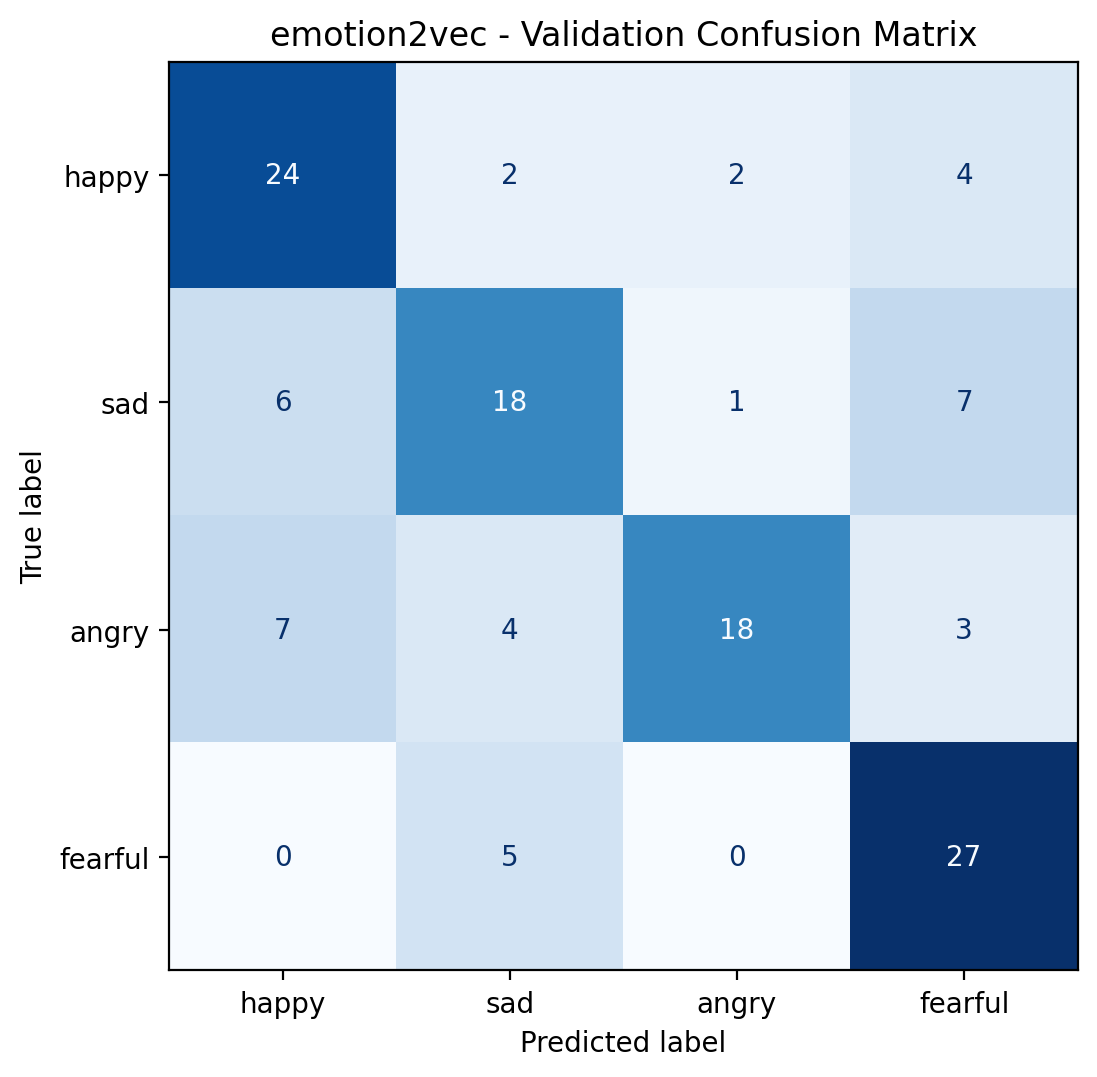 emotion2vec - Validation Confusion Matrix
happy 24 2 2 4
sad 6 18 1 7
angry 7 4 18 3
fearful 0 5 0 27
happy sad angry fearful
Predicted label
True label